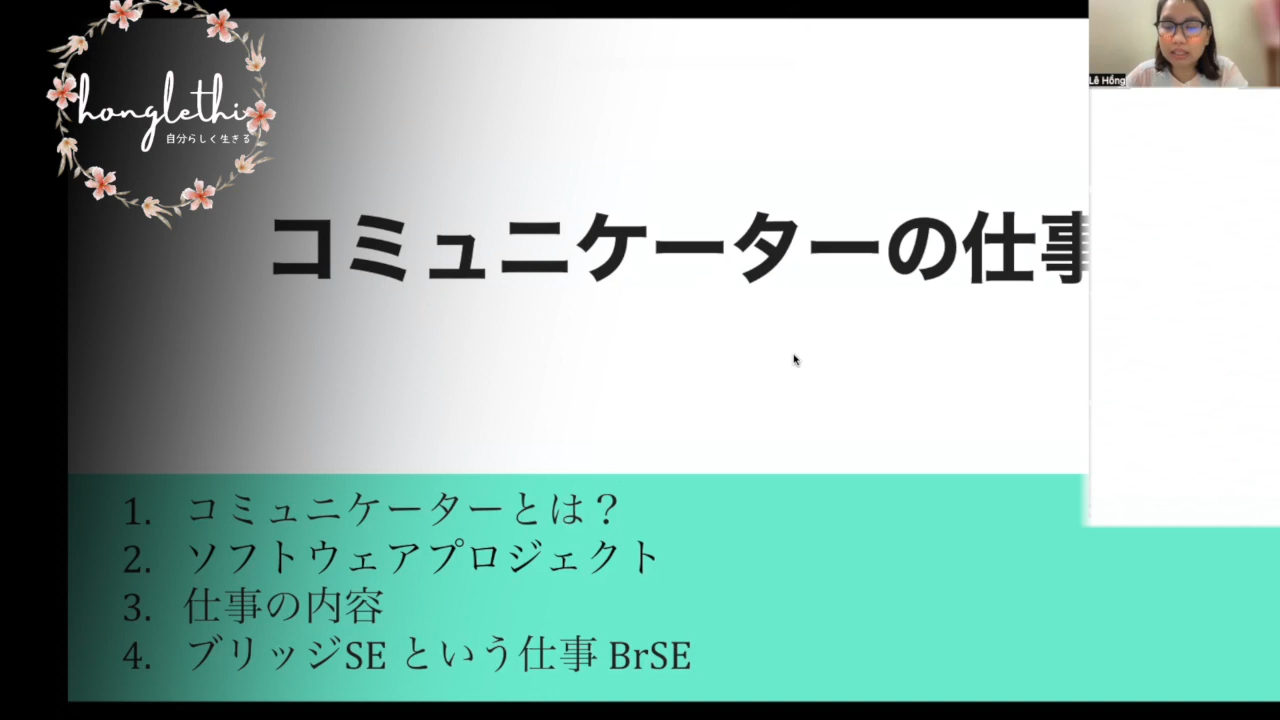 honglethi
自分らしく生きる
Lê Hồng
コミュニケーターの仕事
1. コミュニケーターとは？
2. ソフトウェアプロジェクト
3. 仕事の内容
4. ブリッジSE という仕事 BrSE